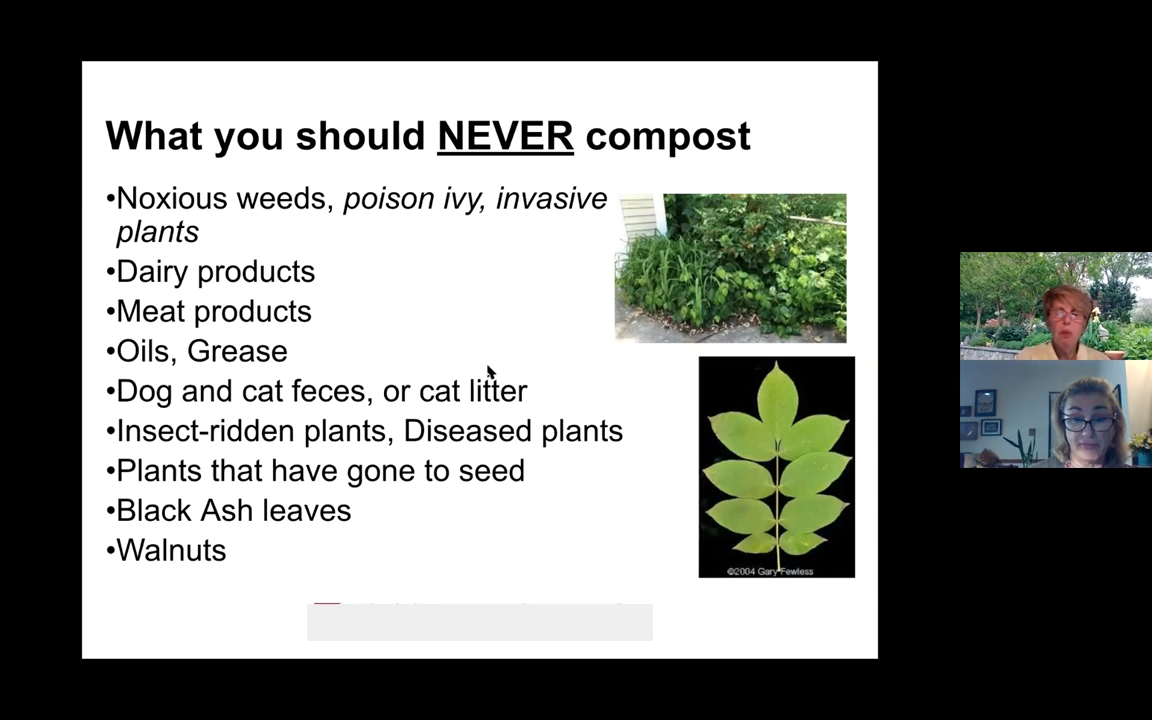 What you should NEVER compost
•Noxious weeds, poison ivy, invasive
plants
•Dairy products
•Meat products
•Oils, Grease
•Dog and cat feces, or cat litter
•Insect-ridden plants, Diseased plants
•Plants that have gone to seed
•Black Ash leaves
•Walnuts
©2004 Gary Fewless